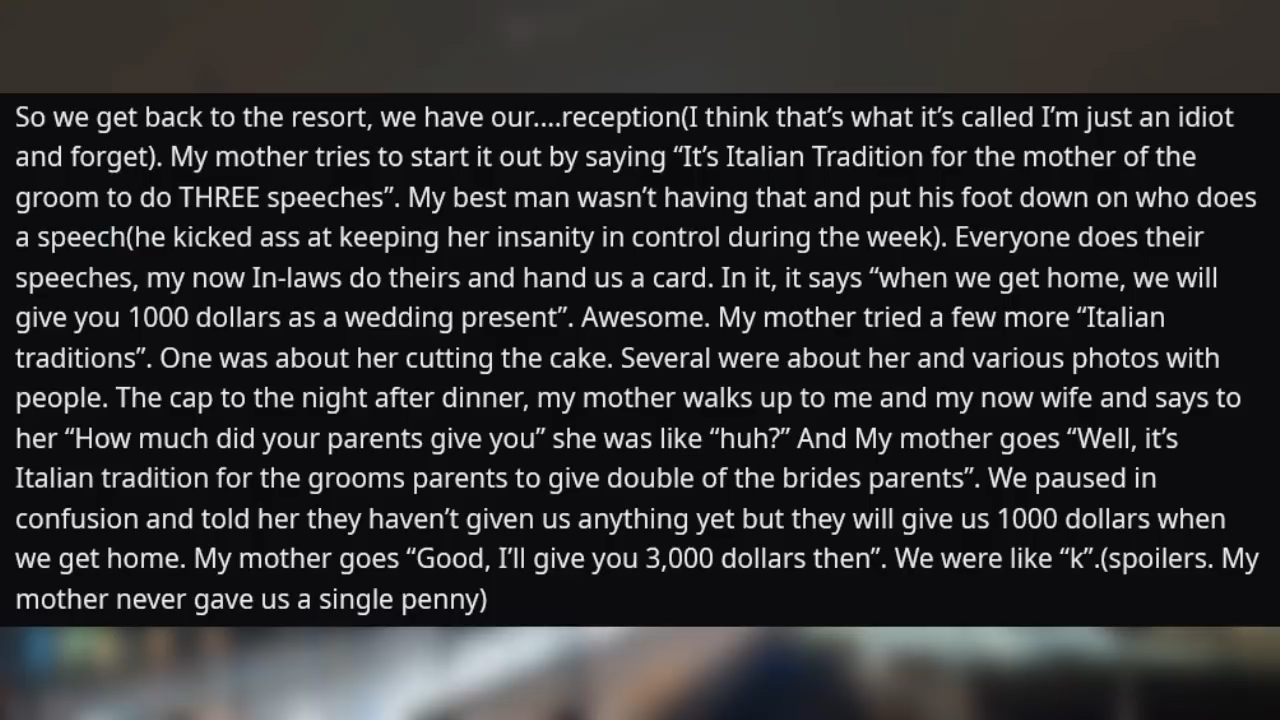 So we get back to the resort, we have our....reception(I think that’s what it’s called I’m just an idiot
and forget). My mother tries to start it out by saying “It’s Italian Tradition for the mother of the
groom to do THREE speeches”. My best man wasn’t having that and put his foot down on who does
a speech(he kicked ass at keeping her insanity in control during the week). Everyone does their
speeches, my now In-laws do theirs and hand us a card. In it, it says “when we get home, we will
give you 1000 dollars as a wedding present”. Awesome. My mother tried a few more “Italian
traditions”. One was about her cutting the cake. Several were about her and various photos with
people. The cap to the night after dinner, my mother walks up to me and my now wife and says to
her “How much did your parents give you” she was like “huh?” And My mother goes “Well, it’s
Italian tradition for the grooms parents to give double of the brides parents”. We paused in
confusion and told her they haven’t given us anything yet but they will give us 1000 dollars when
we get home. My mother goes “Good, I’ll give you 3,000 dollars then”. We were like “k”.(spoilers. My
mother never gave us a single penny)